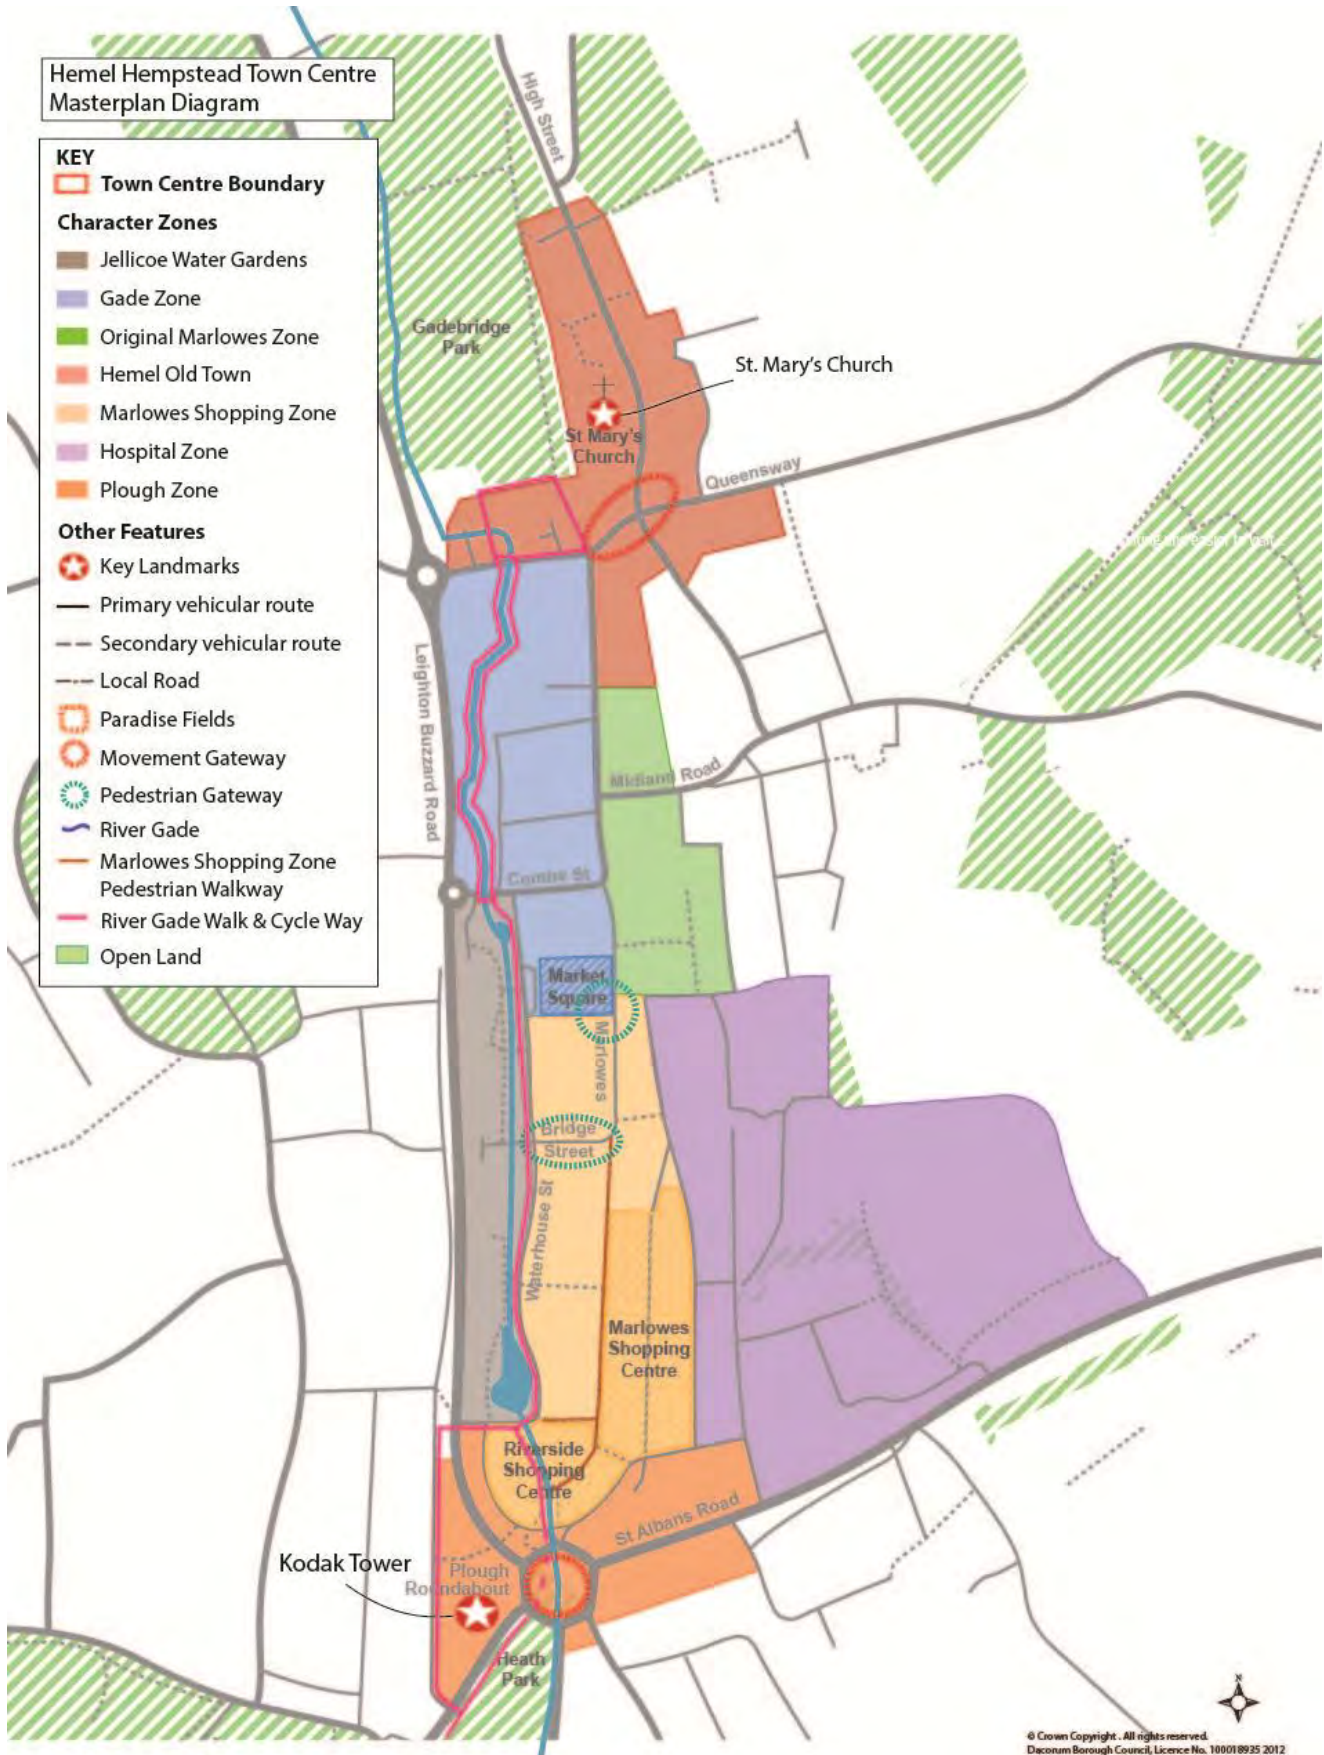 Hemel Hempstead Town Centre
Masterplan Diagram
KEY
Town Centre Boundary
Character Zones
Jellicoe Water Gardens
Gade Zone
Original Marlowes Zone
Hemel Old Town
Marlowes Shopping Zone
Hospital Zone
Plough Zone
Other Features
Key Landmarks
Primary vehicular route
Secondary vehicular route
Local Road
Paradise Fields
Movement Gateway
Pedestrian Gateway
River Gade
Marlowes Shopping Zone
Pedestrian Walkway
River Gade Walk & Cycle Way
Open Land
High Street
Gadebridge
Park
St. Mary's Church
St Mary's
Church
Queensway
Leighton Buzzard Road
Midland Road
Combe St
Market
Square
Marlowes
Bridge
Street
Waterhouse St
Marlowes
Shopping
Centre
Riverside
Shopping
Centre
St Albans Road
Kodak Tower
Plough
Roundabout
Heath
Park
N
© Crown Copyright. All rights reserved.
Dacorum Borough Council, Licence No. 100018935 2012